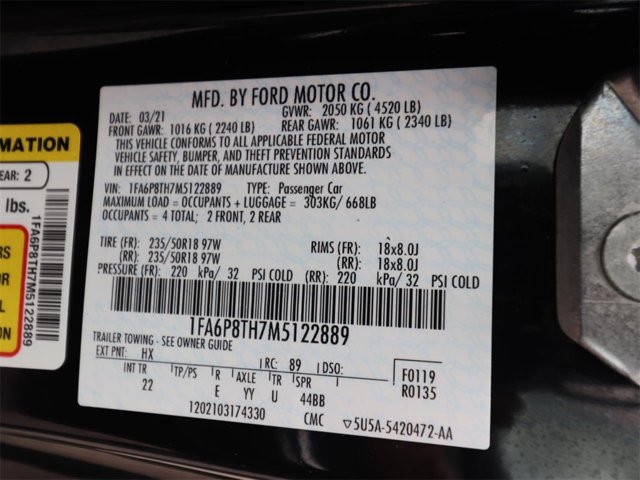 MFD. BY FORD MOTOR CO.
DATE: 03/21 GVWR: 2050 KG ( 4520 LB)
FRONT GAWR: 1016 KG ( 2240 LB) REAR GAWR: 1061 KG ( 2340 LB)
THIS VEHICLE CONFORMS TO ALL APPLICABLE FEDERAL MOTOR
VEHICLE SAFETY, BUMPER, AND THEFT PREVENTION STANDARDS
IN EFFECT ON THE DATE OF MANUFACTURE SHOWN ABOVE.
VIN: 1FA6P8TH7M5122889 TYPE: Passenger Car
MAXIMUM LOAD = OCCUPANTS + LUGGAGE = 303KG/ 668LB
OCCUPANTS = 4 TOTAL; 2 FRONT, 2 REAR
TIRE (FR): 235/50R18 97W RIMS (FR): 18x8.0J
(RR): 235/50R18 97W (RR): 18x8.0J
PRESSURE (FR): 220 kPa/ 32 PSI COLD (RR): 220 kPa/ 32 PSI COLD
1FA6P8TH7M5122889
TRAILER TOWING - SEE OWNER GUIDE
EXT PNT: HX RC: 89 DSO: F0119
R0135
INT TR TP/PS R AXLE TR SPR
22 E YY U 44BB
1202103174330 CMC ▽5U5A-5420472-AA
MATION
EAR: 2
lbs.
RS
OR
L
ON
1FA6P8TH7M5122889